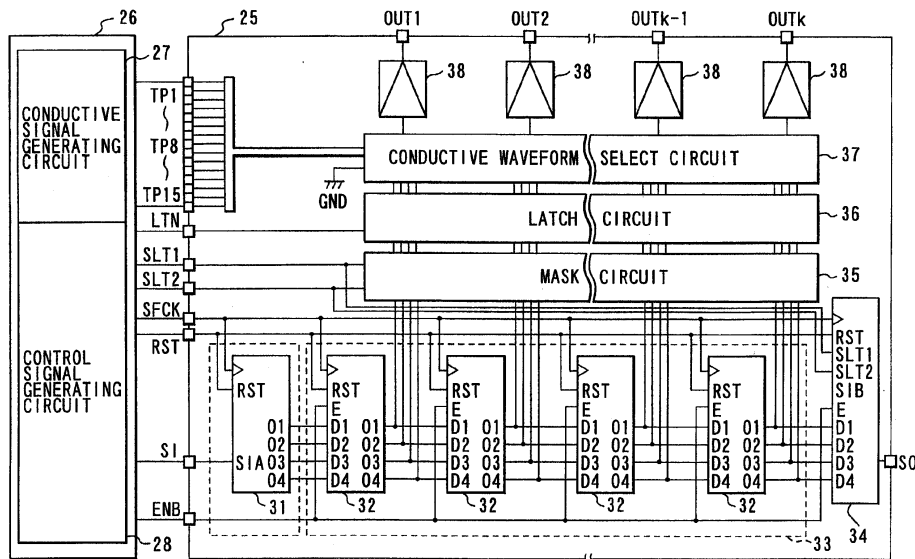 26
25
OUT1
OUT2
OUTk-1
OUTk
27
38
38
38
38
CONDUCTIVE
SIGNAL
GENERATING
CIRCUIT
TP1
TP8
TP15
CONDUCTIVE WAVEFORM SELECT CIRCUIT
37
GND
LTN
LATCH CIRCUIT
36
SLT1
SLT2
MASK CIRCUIT
35
SFCK
RST
CONTROL
SIGNAL
GENERATING
CIRCUIT
RST
O1
O2
SIA
O3
O4
31
RST
E
D1
D2
D3
D4
O1
O2
O3
O4
32
RST
E
D1
D2
D3
D4
O1
O2
O3
O4
32
RST
E
D1
D2
D3
D4
O1
O2
O3
O4
32
RST
E
D1
D2
D3
D4
O1
O2
O3
O4
32
RST
SLT1
SLT2
SIB
E
D1
D2
D3
D4
34
SI
SO
ENB
28
33